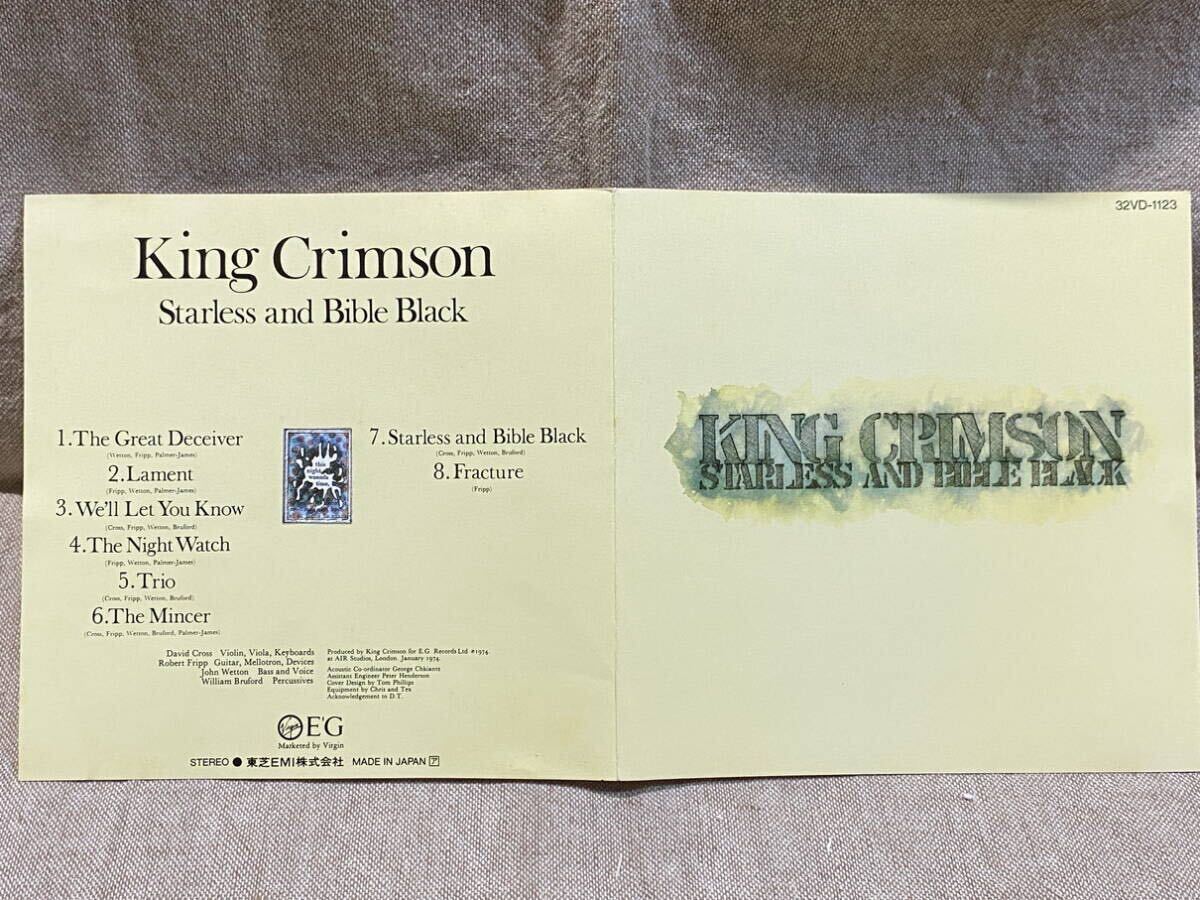 King Crimson
Starless and Bible Black
1.The Great Deceiver
(Wetton, Fripp, Palmer-James)
2.Lament
(Fripp, Wetton, Palmer-James)
3.We'll Let You Know
(Cross, Fripp, Wetton, Bruford)
4.The Night Watch
(Fripp, Wetton, Palmer-James)
5.Trio
(Cross, Fripp, Wetton, Bruford)
6.The Mincer
(Cross, Fripp, Wetton, Bruford, Palmer-James)
this
night
wounds
time,
7.Starless and Bible Black
(Cross, Fripp, Wetton, Bruford)
8.Fracture
(Fripp)
David Cross Violin, Viola, Keyboards
Robert Fripp Guitar, Mellotron, Devices
John Wetton Bass and Voice
William Bruford Percussives
Produced by King Crimson for E.G. Records Ltd ℗1974
at AIR Studios, London. January 1974.
Acoustic Co-ordinator George Chkiantz
Assistant Engineer Peter Henderson
Cover Design by Tom Phillips
Equipment by Chris and Tex
Acknowledgement to D.T.
Virgin E'G
Marketed by Virgin
STEREO ● 東芝EMI株式会社 MADE IN JAPAN ア
32VD-1123
KING CRIMSON
STARLESS AND BIBLE BLACK